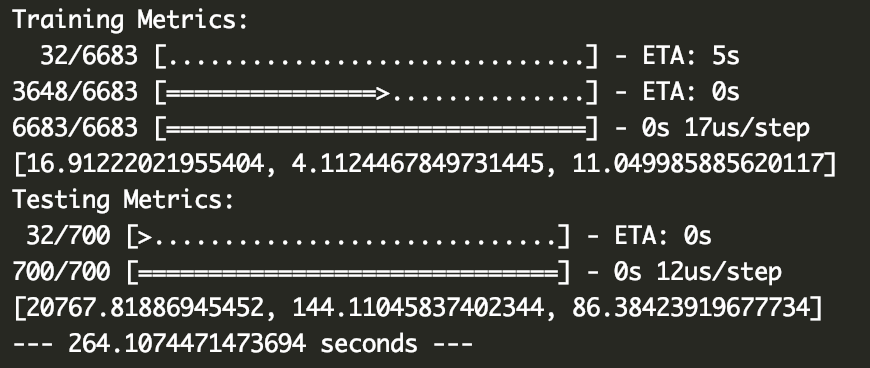 Training Metrics:
32/6683 [..............................] - ETA: 5s
3648/6683 [===============>..............] - ETA: 0s
6683/6683 [==============================] - 0s 17us/step
[16.91222021955404, 4.1124467849731445, 11.049985885620117]
Testing Metrics:
32/700 [>.............................] - ETA: 0s
700/700 [==============================] - 0s 12us/step
[20767.81886945452, 144.11045837402344, 86.38423919677734]
--- 264.1074471473694 seconds ---